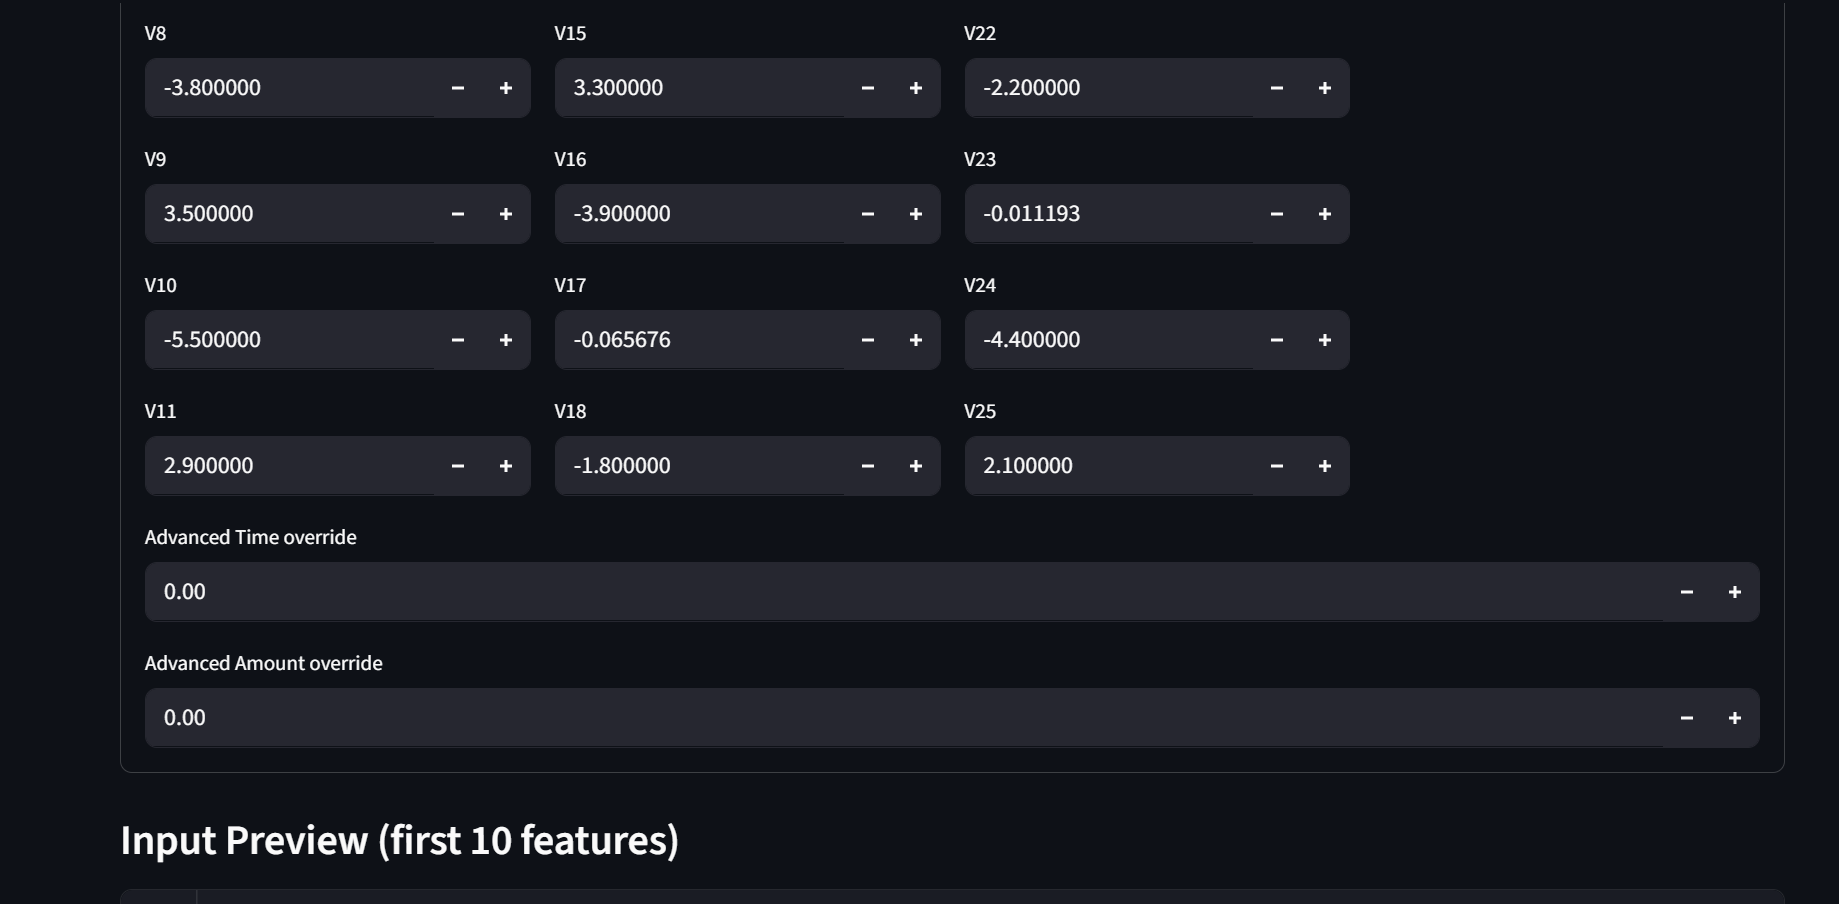 V8 V15 V22
-3.800000 3.300000 -2.200000
V9 V16 V23
3.500000 -3.900000 -0.011193
V10 V17 V24
-5.500000 -0.065676 -4.400000
V11 V18 V25
2.900000 -1.800000 2.100000
Advanced Time override
0.00
Advanced Amount override
0.00
Input Preview (first 10 features)